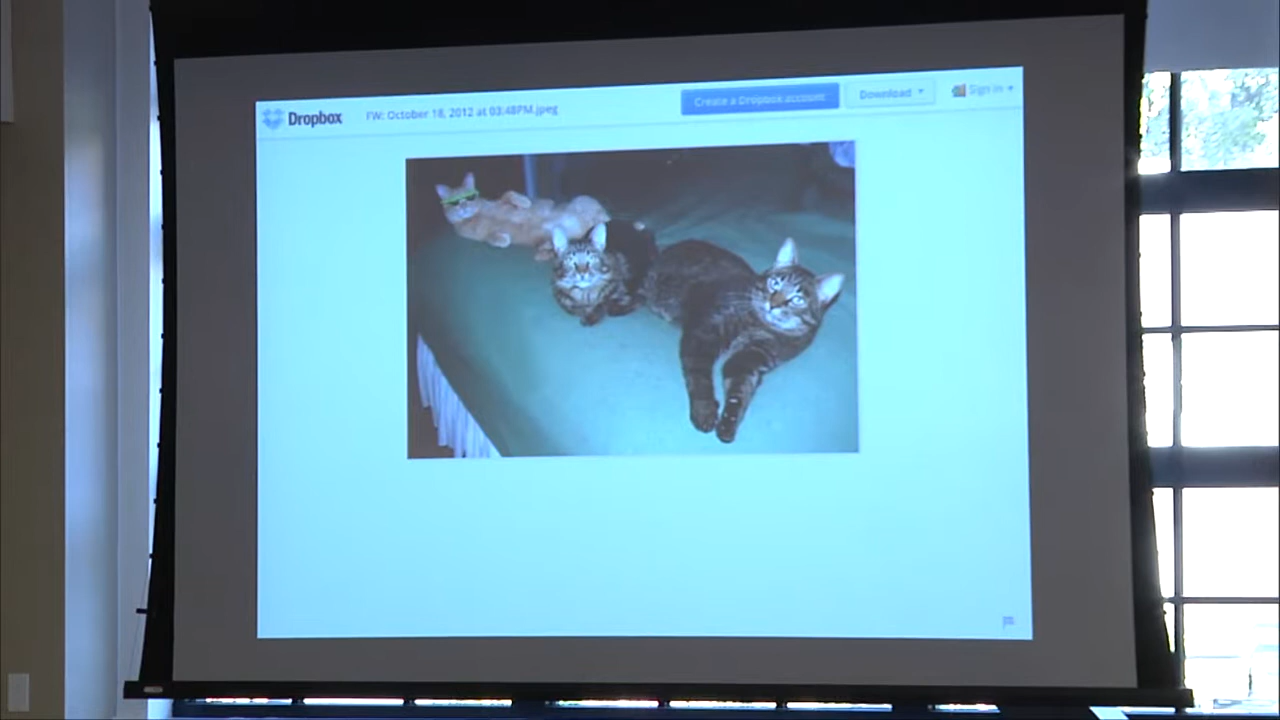 Dropbox
FW: October 18, 2012 at 03:48PM.jpeg
Create a Dropbox account
Download
Sign in